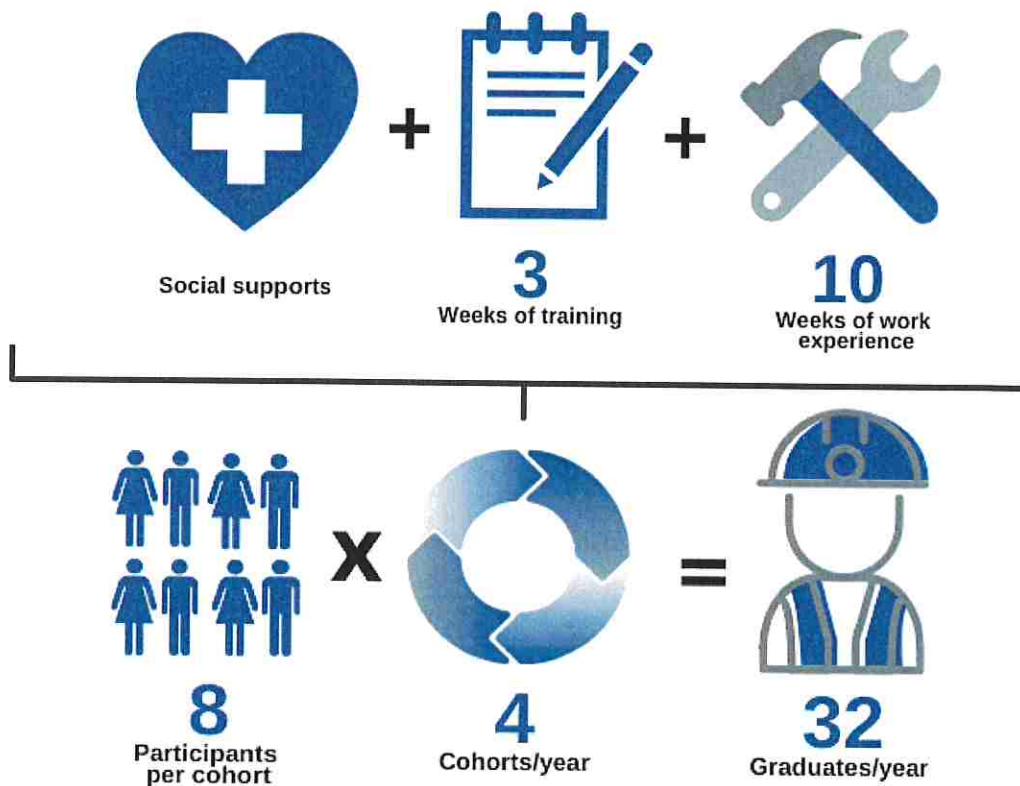 +
+
Social supports
3
Weeks of training
10
Weeks of work
experience
x
=
8
Participants
per cohort
4
Cohorts/year
32
Graduates/year